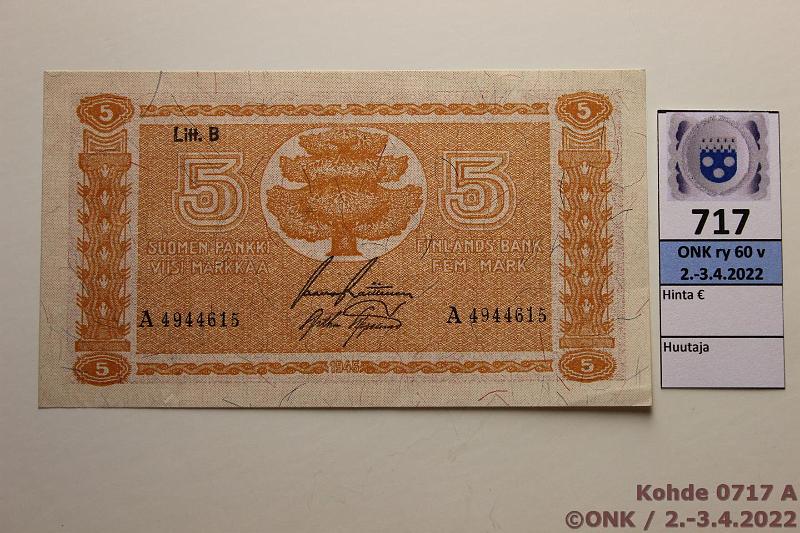 5
5
Litt. B
5
5
SUOMEN PANKKI
VIISI MARKKAA
FINLANDS BANK
FEM MARK
A 4944615
A 4944615
5
1945
5
717
ONK ry 60 v
2.-3.4.2022
Hinta €
Huutaja
Kohde 0717 A
©ONK / 2.-3.4.2022